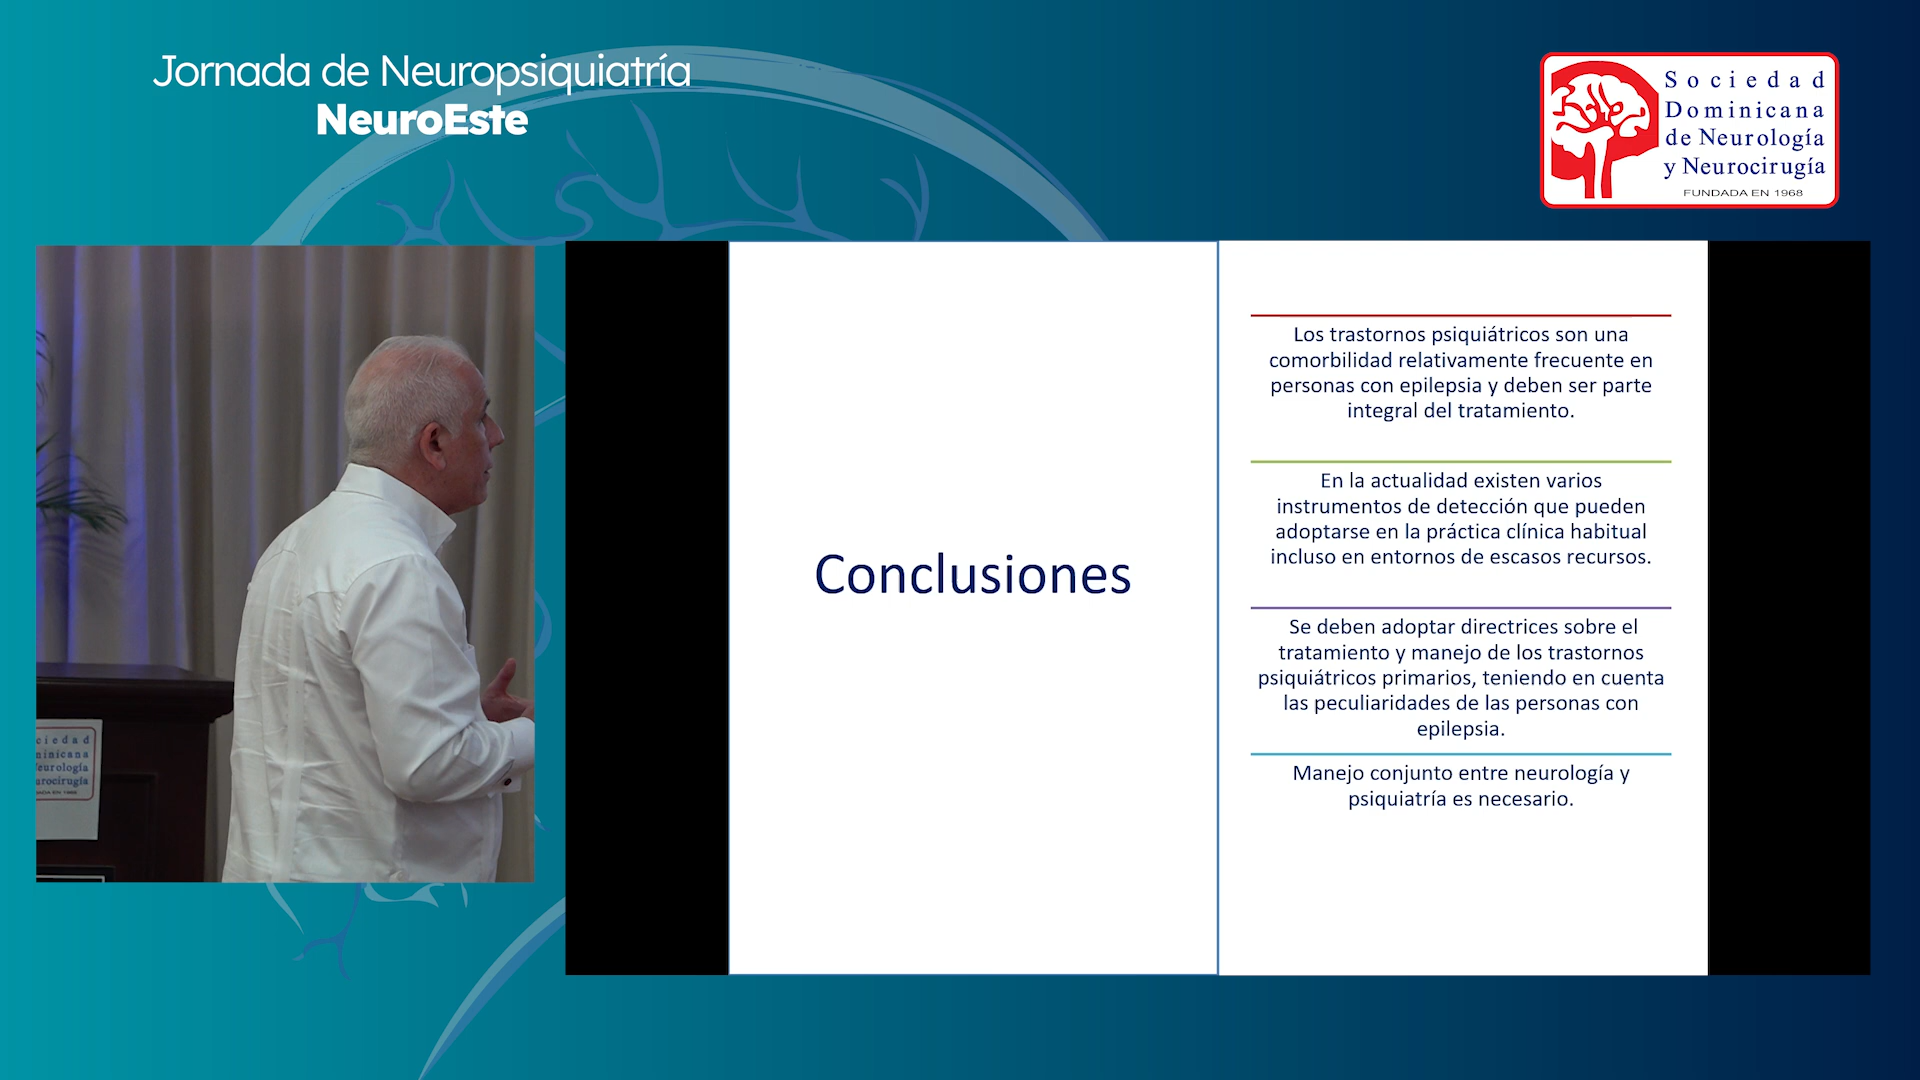 Jornada de Neuropsiquiatría
NeuroEste
Sociedad
Dominicana
de Neurología
y Neurocirugía
FUNDADA EN 1968
Conclusiones
Los trastornos psiquiátricos son una
comorbilidad relativamente frecuente en
personas con epilepsia y deben ser parte
integral del tratamiento.
En la actualidad existen varios
instrumentos de detección que pueden
adoptarse en la práctica clínica habitual
incluso en entornos de escasos recursos.
Se deben adoptar directrices sobre el
tratamiento y manejo de los trastornos
psiquiátricos primarios, teniendo en cuenta
las peculiaridades de las personas con
epilepsia.
Manejo conjunto entre neurología y
psiquiatría es necesario.